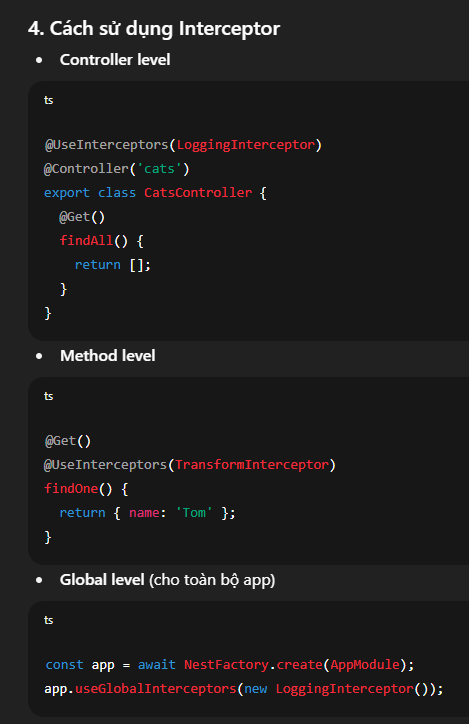 4. Cách sử dụng Interceptor
• Controller level
ts
@UseInterceptors(LoggingInterceptor)
@Controller('cats')
export class CatsController {
  @Get()
  findAll() {
    return [];
  }
}
• Method level
ts
@Get()
@UseInterceptors(TransformInterceptor)
findOne() {
  return { name: 'Tom' };
}
• Global level (cho toàn bộ app)
ts
const app = await NestFactory.create(AppModule);
app.useGlobalInterceptors(new LoggingInterceptor());